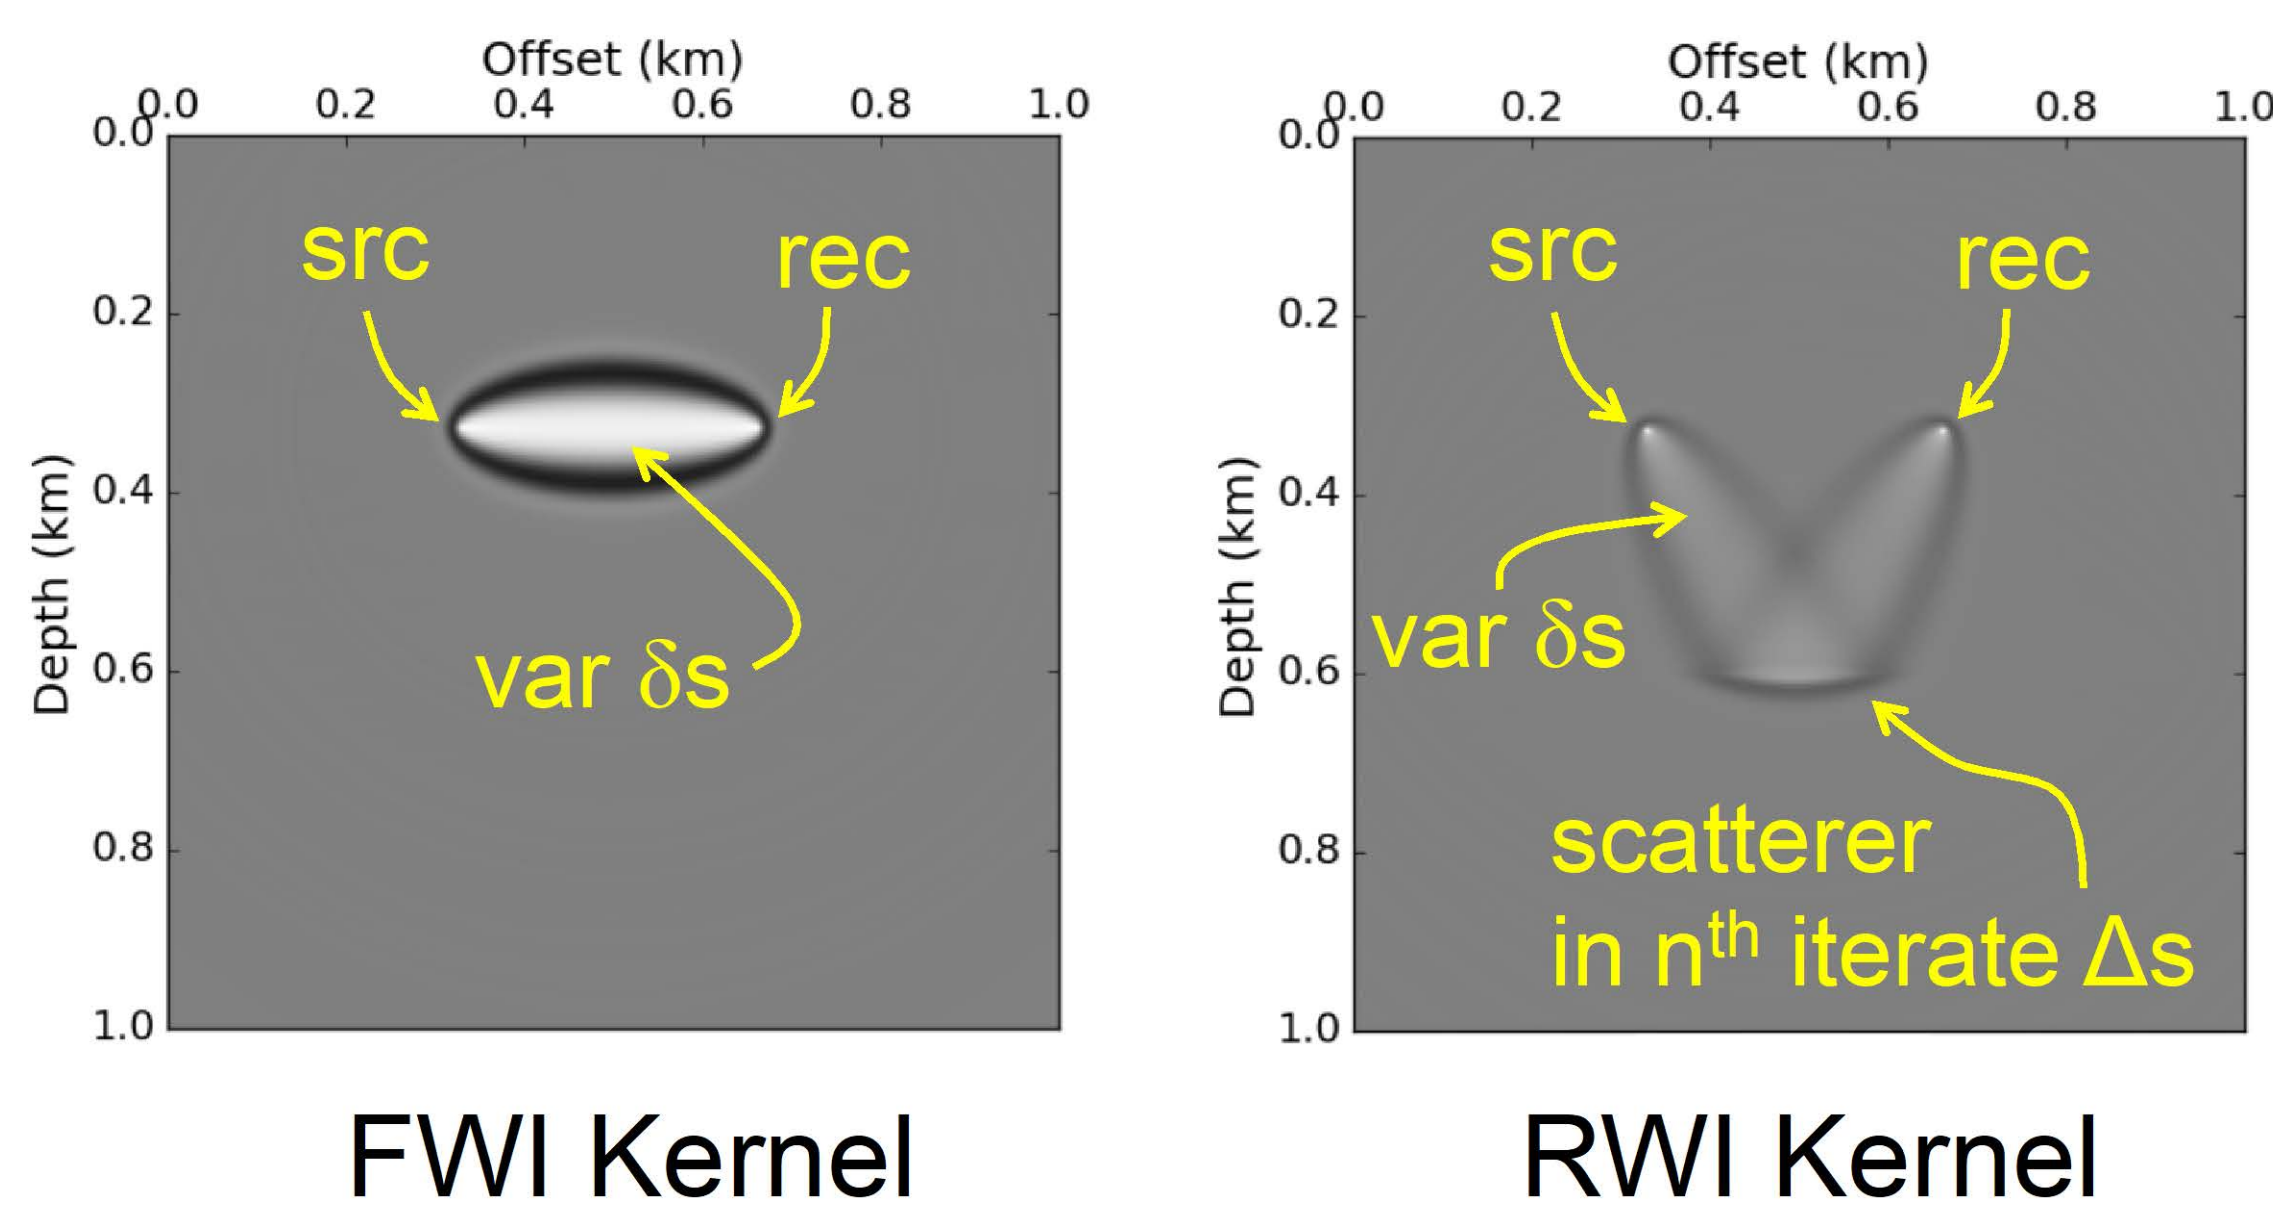 Offset (km)
0.0 0.2 0.4 0.6 0.8 1.0
0.0
0.2
0.4
0.6
0.8
1.0
Depth (km)
src
rec
var δs
FWI Kernel
Offset (km)
0.0 0.2 0.4 0.6 0.8 1.0
0.0
0.2
0.4
0.6
0.8
1.0
Depth (km)
src
rec
var δs
scatterer
in nth iterate Δs
RWI Kernel